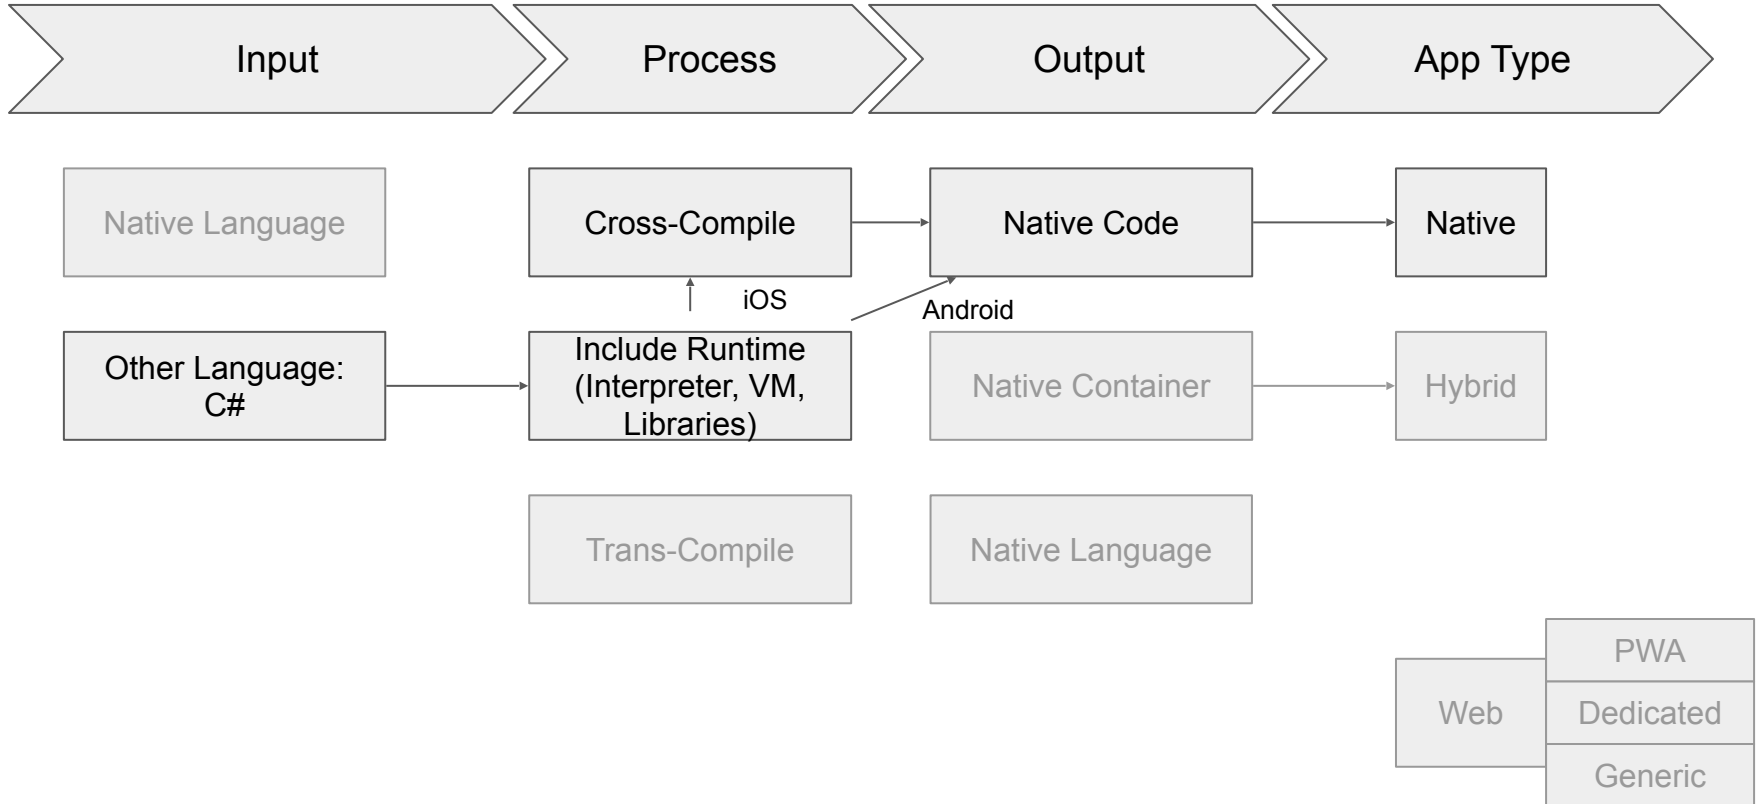 Input
Process
Output
App Type
Native Language
Cross-Compile
Native Code
Native
iOS
Android
Other Language:
C#
Include Runtime
(Interpreter, VM,
Libraries)
Native Container
Hybrid
Trans-Compile
Native Language
Web
PWA
Dedicated
Generic